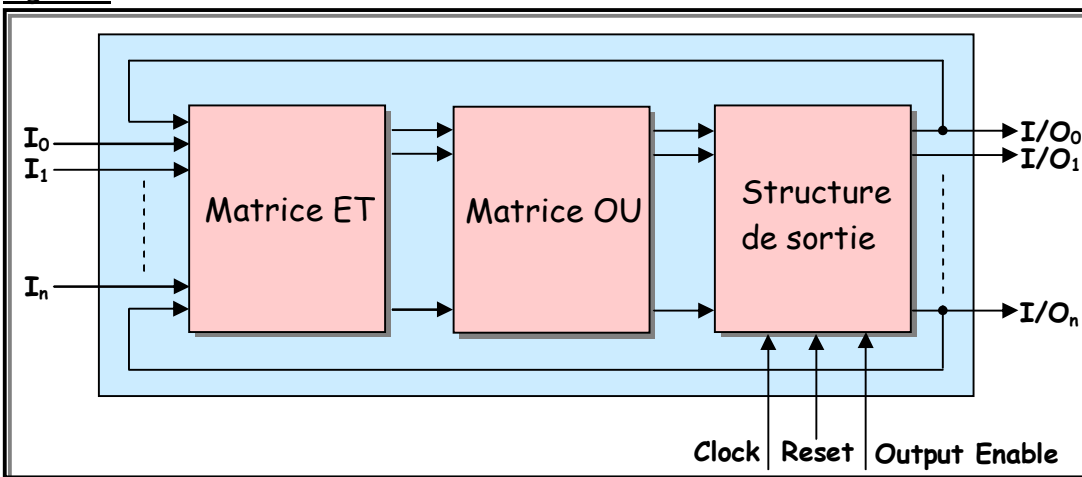 I₀
I₁
Iₙ
Matrice ET
Matrice OU
Structure
de sortie
I/O₀
I/O₁
I/Oₙ
Clock
Reset
Output Enable